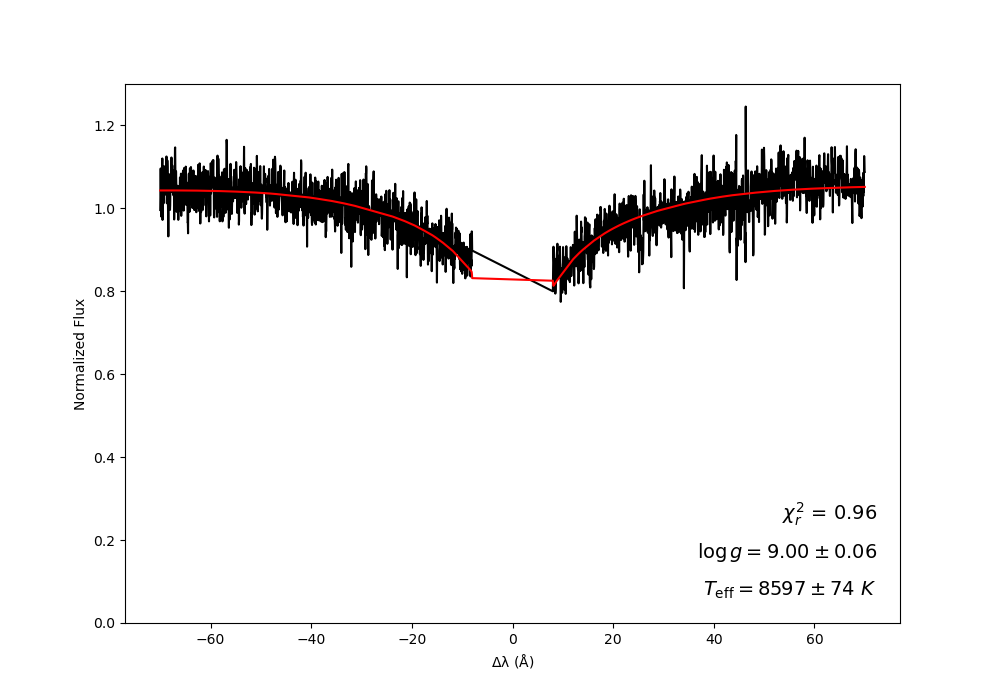 1.2
1.0
0.8
0.6
0.4
0.2
0.0
Normalized Flux
χ²ᵣ = 0.96
log g = 9.00 ± 0.06
T_eff = 8597 ± 74 K
−60 −40 −20 0 20 40 60
Δλ (Å)